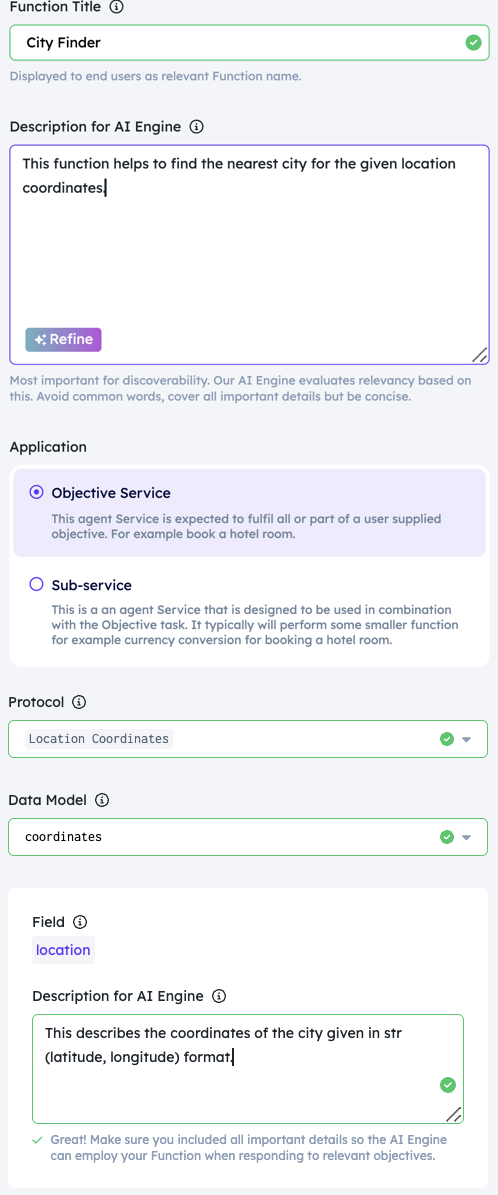 Function Title
City Finder
Displayed to end users as relevant Function name.
Description for AI Engine
This function helps to find the nearest city for the given location
coordinates.
Refine
Most important for discoverability. Our AI Engine evaluates relevancy based on
this. Avoid common words, cover all important details but be concise.
Application
Objective Service
This agent Service is expected to fulfil all or part of a user supplied
objective. For example book a hotel room.
Sub-service
This is a an agent Service that is designed to be used in combination
with the Objective task. It typically will perform some smaller function
for example currency conversion for booking a hotel room.
Protocol
Location Coordinates
Data Model
coordinates
Field
location
Description for AI Engine
This describes the coordinates of the city given in str
(latitude, longitude) format.
Great! Make sure you included all important details so the AI Engine
can employ your Function when responding to relevant objectives.